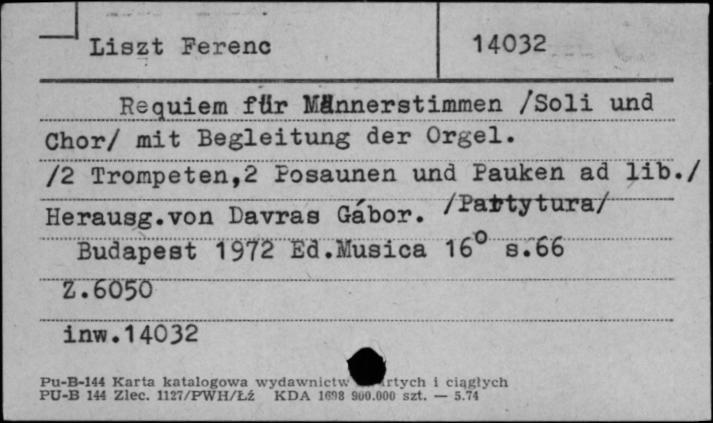 Liszt Ferenc 14032
Requiem für Männerstimmen /Soli und
Chor/ mit Begleitung der Orgel.
/2 Trompeten,2 Posaunen und Pauken ad lib./
Herausg.von Davras Gábor. /Partytura/
Budapest 1972 Ed.Musica 16° s.66
Z.6050
inw.14032
Pu-B-144 Karta katalogowa wydawnictw i ciągłych
PU-B 144 Zlec. 1127/PWH/Łź KDA 1698 900.000 szt. — 5.74